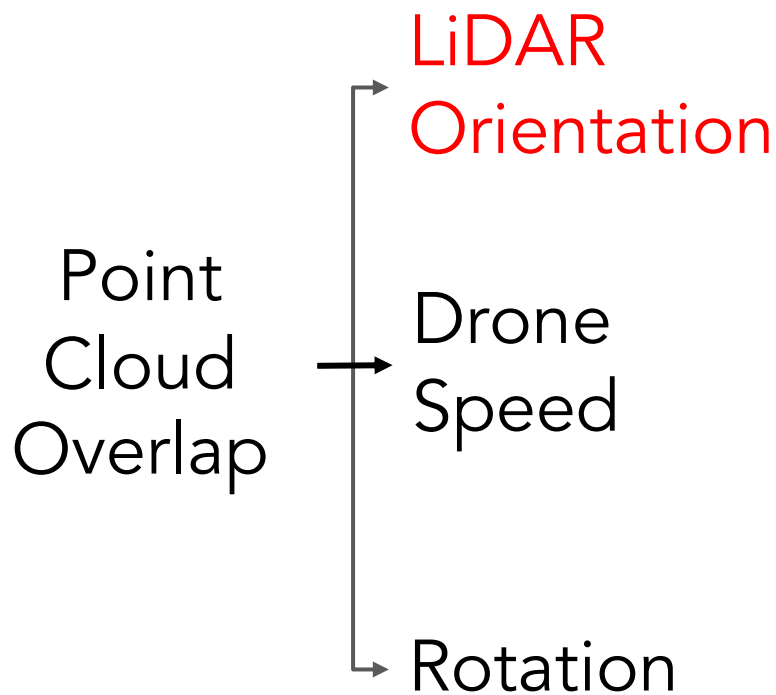 Point
Cloud
Overlap
LiDAR
Orientation
Drone
Speed
Rotation